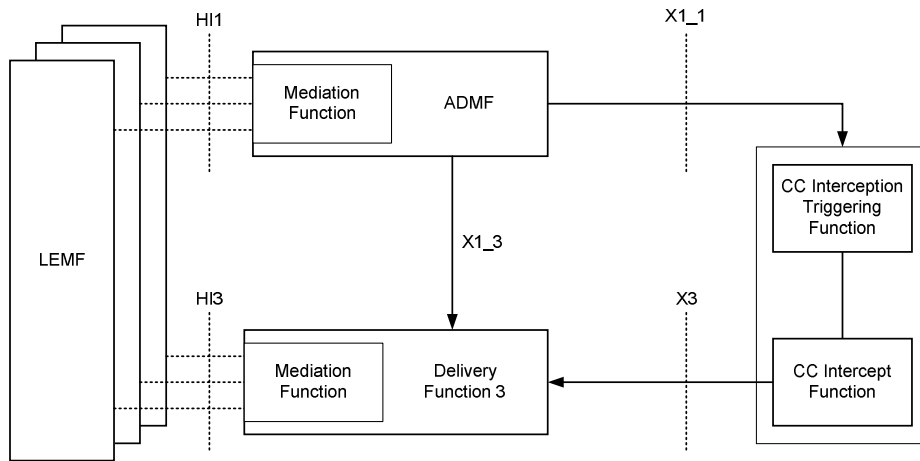 HI1
X1_1
Mediation
Function
ADMF
CC Interception
Triggering
Function
X1_3
LEMF
HI3
X3
Mediation
Function
Delivery
Function 3
CC Intercept
Function